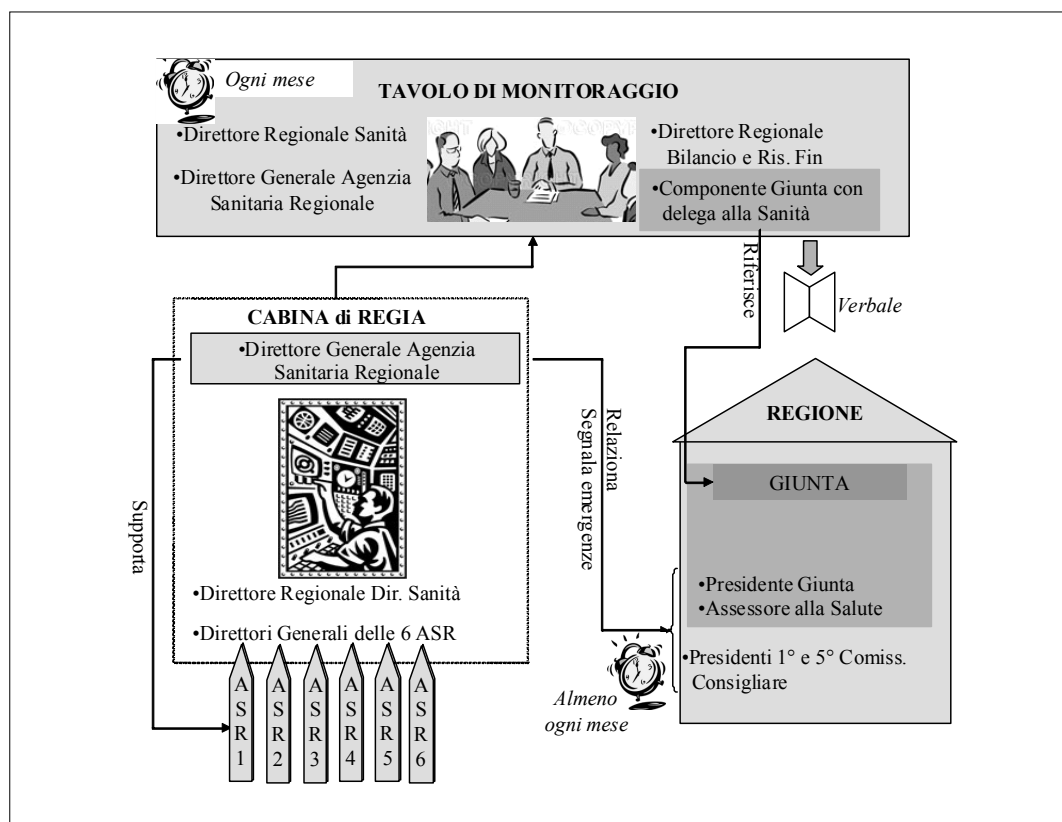 Ogni mese
TAVOLO DI MONITORAGGIO
•Direttore Regionale Sanità
•Direttore Generale Agenzia
Sanitaria Regionale
•Direttore Regionale
Bilancio e Ris. Fin
•Componente Giunta con
delega alla Sanità
Riferisce
Verbale
CABINA di REGIA
•Direttore Generale Agenzia
Sanitaria Regionale
•Direttore Regionale Dir. Sanità
•Direttori Generali delle 6 ASR
Supporta
Relaziona
Segnala emergenze
REGIONE
GIUNTA
•Presidente Giunta
•Assessore alla Salute
•Presidenti 1° e 5° Comiss.
Consigliare
Almeno
ogni mese
ASR1
ASR2
ASR3
ASR4
ASR5
ASR6